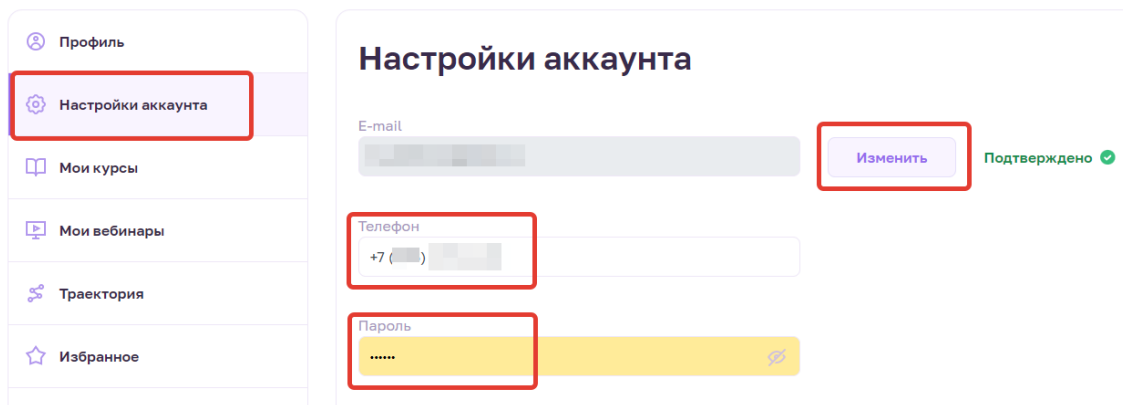 Профиль
Настройки аккаунта
Мои курсы
Мои вебинары
Траектория
Избранное
Настройки аккаунта
E-mail
Изменить
Подтверждено
Телефон
+7 ( )
Пароль
••••••